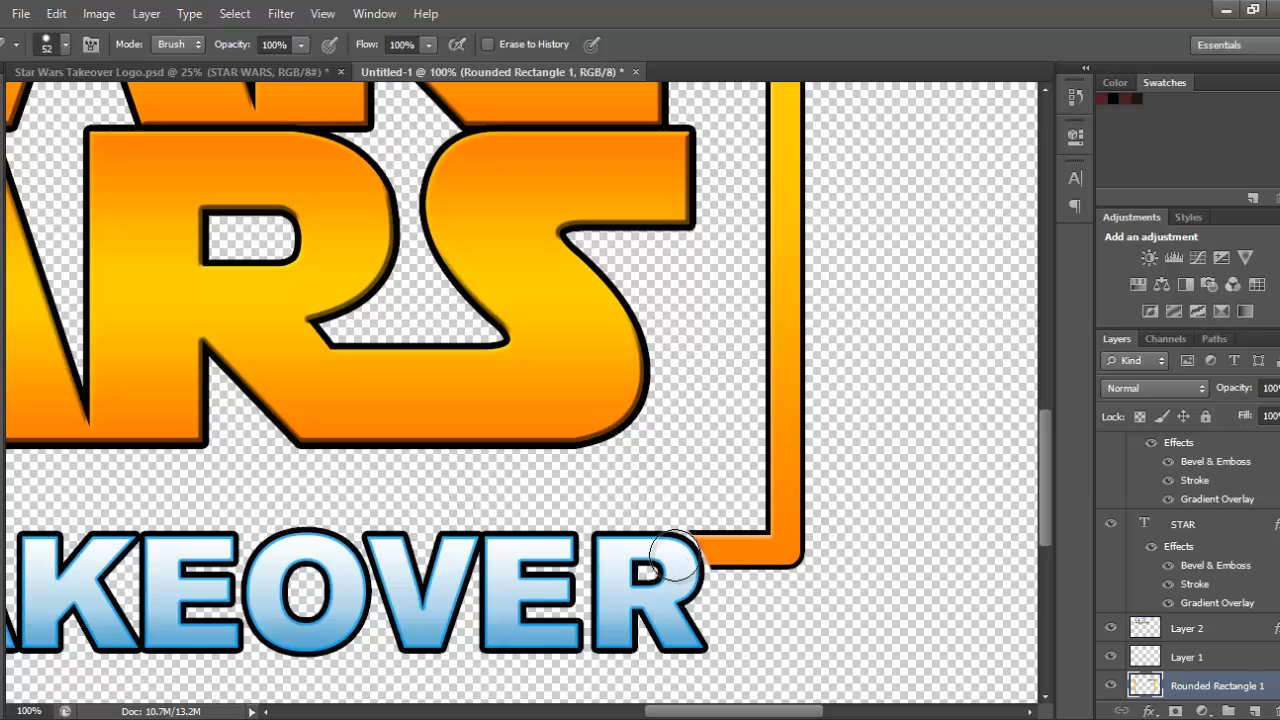 File Edit Image Layer Type Select Filter View Window Help
52 Mode: Brush Opacity: 100% Flow: 100% Erase to History Essentials
Star Wars Takeover Logo.psd @ 25% (STAR WARS, RGB/8#) * × Untitled-1 @ 100% (Rounded Rectangle 1, RGB/8) * ×
Color Swatches
ARS
AKEOVER
Adjustments Styles
Add an adjustment
Layers Channels Paths
Kind
Normal Opacity: 100%
Lock: Fill: 100%
Effects
Bevel & Emboss
Stroke
Gradient Overlay
T STAR fx
Effects
Bevel & Emboss
Stroke
Gradient Overlay
Layer 2
Layer 1
Rounded Rectangle 1
100% Doc: 10.7M/13.2M